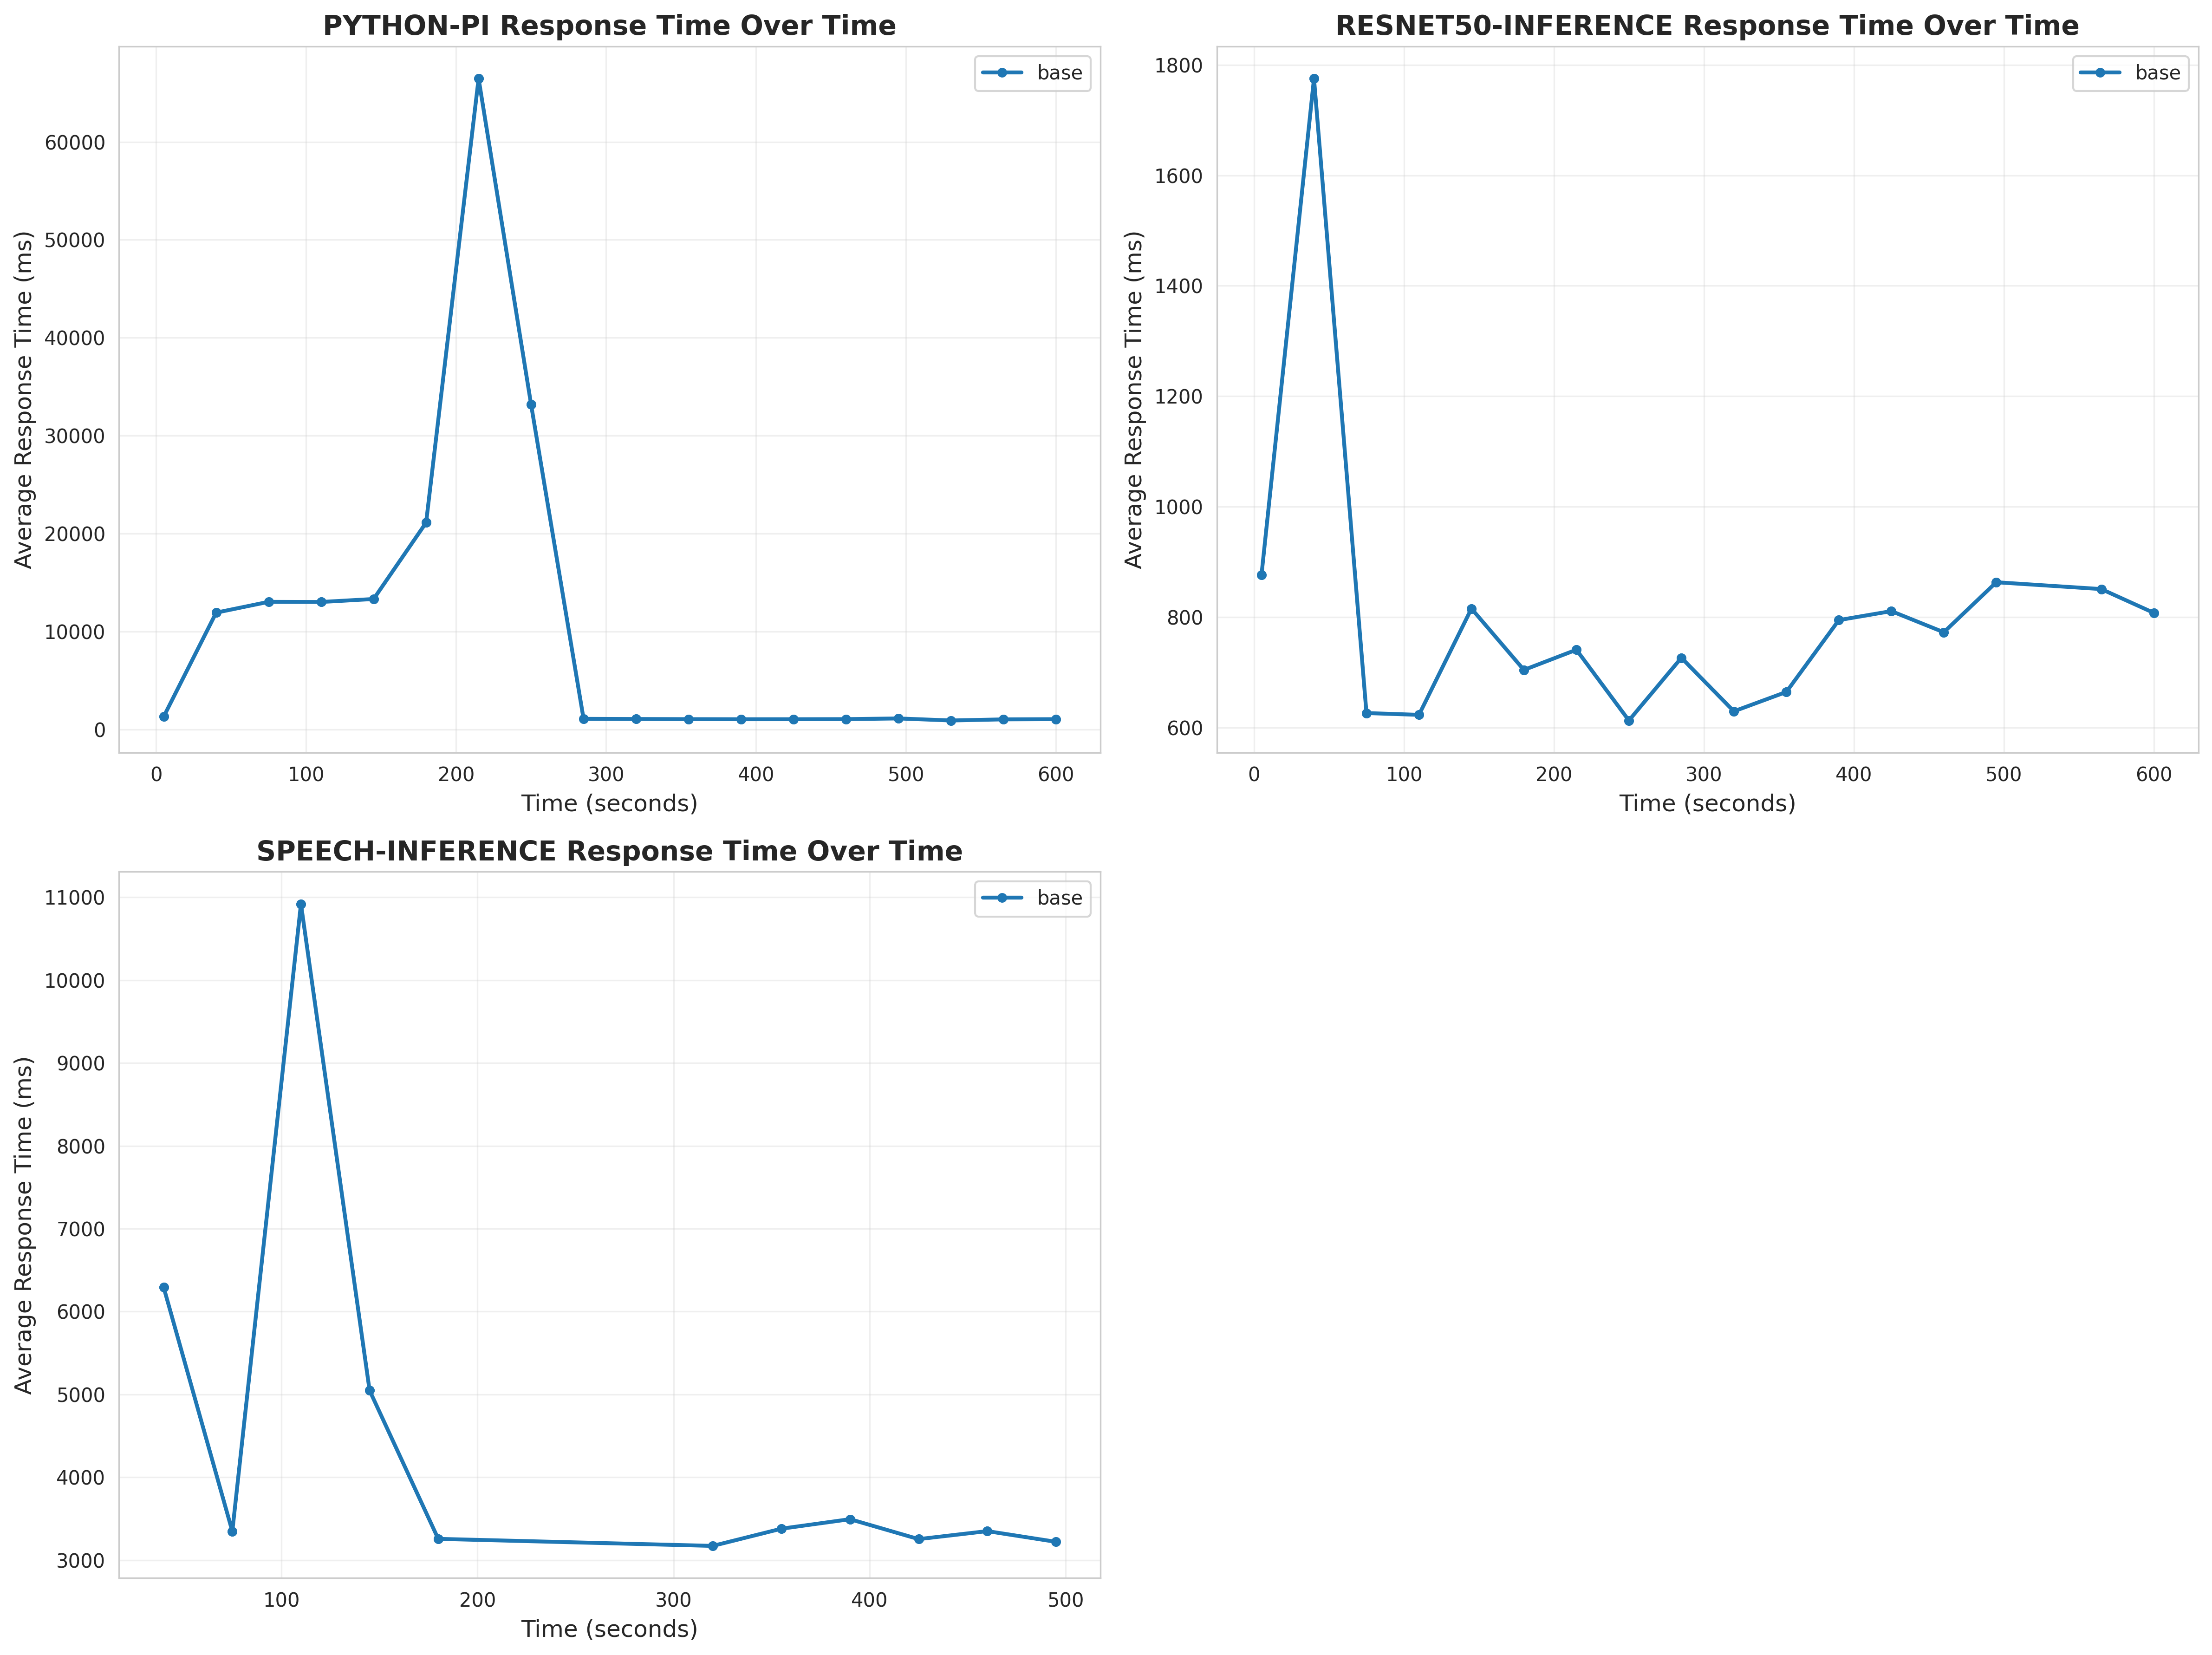 PYTHON-PI Response Time Over Time
base
Average Response Time (ms)
60000
50000
40000
30000
20000
10000
0
0 100 200 300 400 500 600
Time (seconds)
RESNET50-INFERENCE Response Time Over Time
base
Average Response Time (ms)
1800
1600
1400
1200
1000
800
600
0 100 200 300 400 500 600
Time (seconds)
SPEECH-INFERENCE Response Time Over Time
base
Average Response Time (ms)
11000
10000
9000
8000
7000
6000
5000
4000
3000
100 200 300 400 500
Time (seconds)